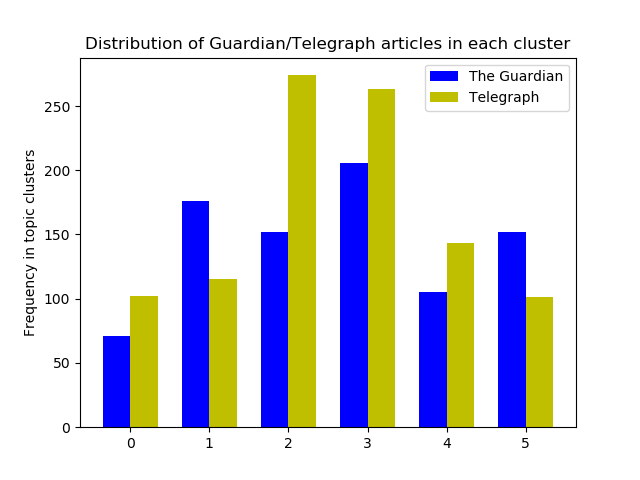 Distribution of Guardian/Telegraph articles in each cluster
The Guardian
Telegraph
Frequency in topic clusters
250
200
150
100
50
0
0 1 2 3 4 5